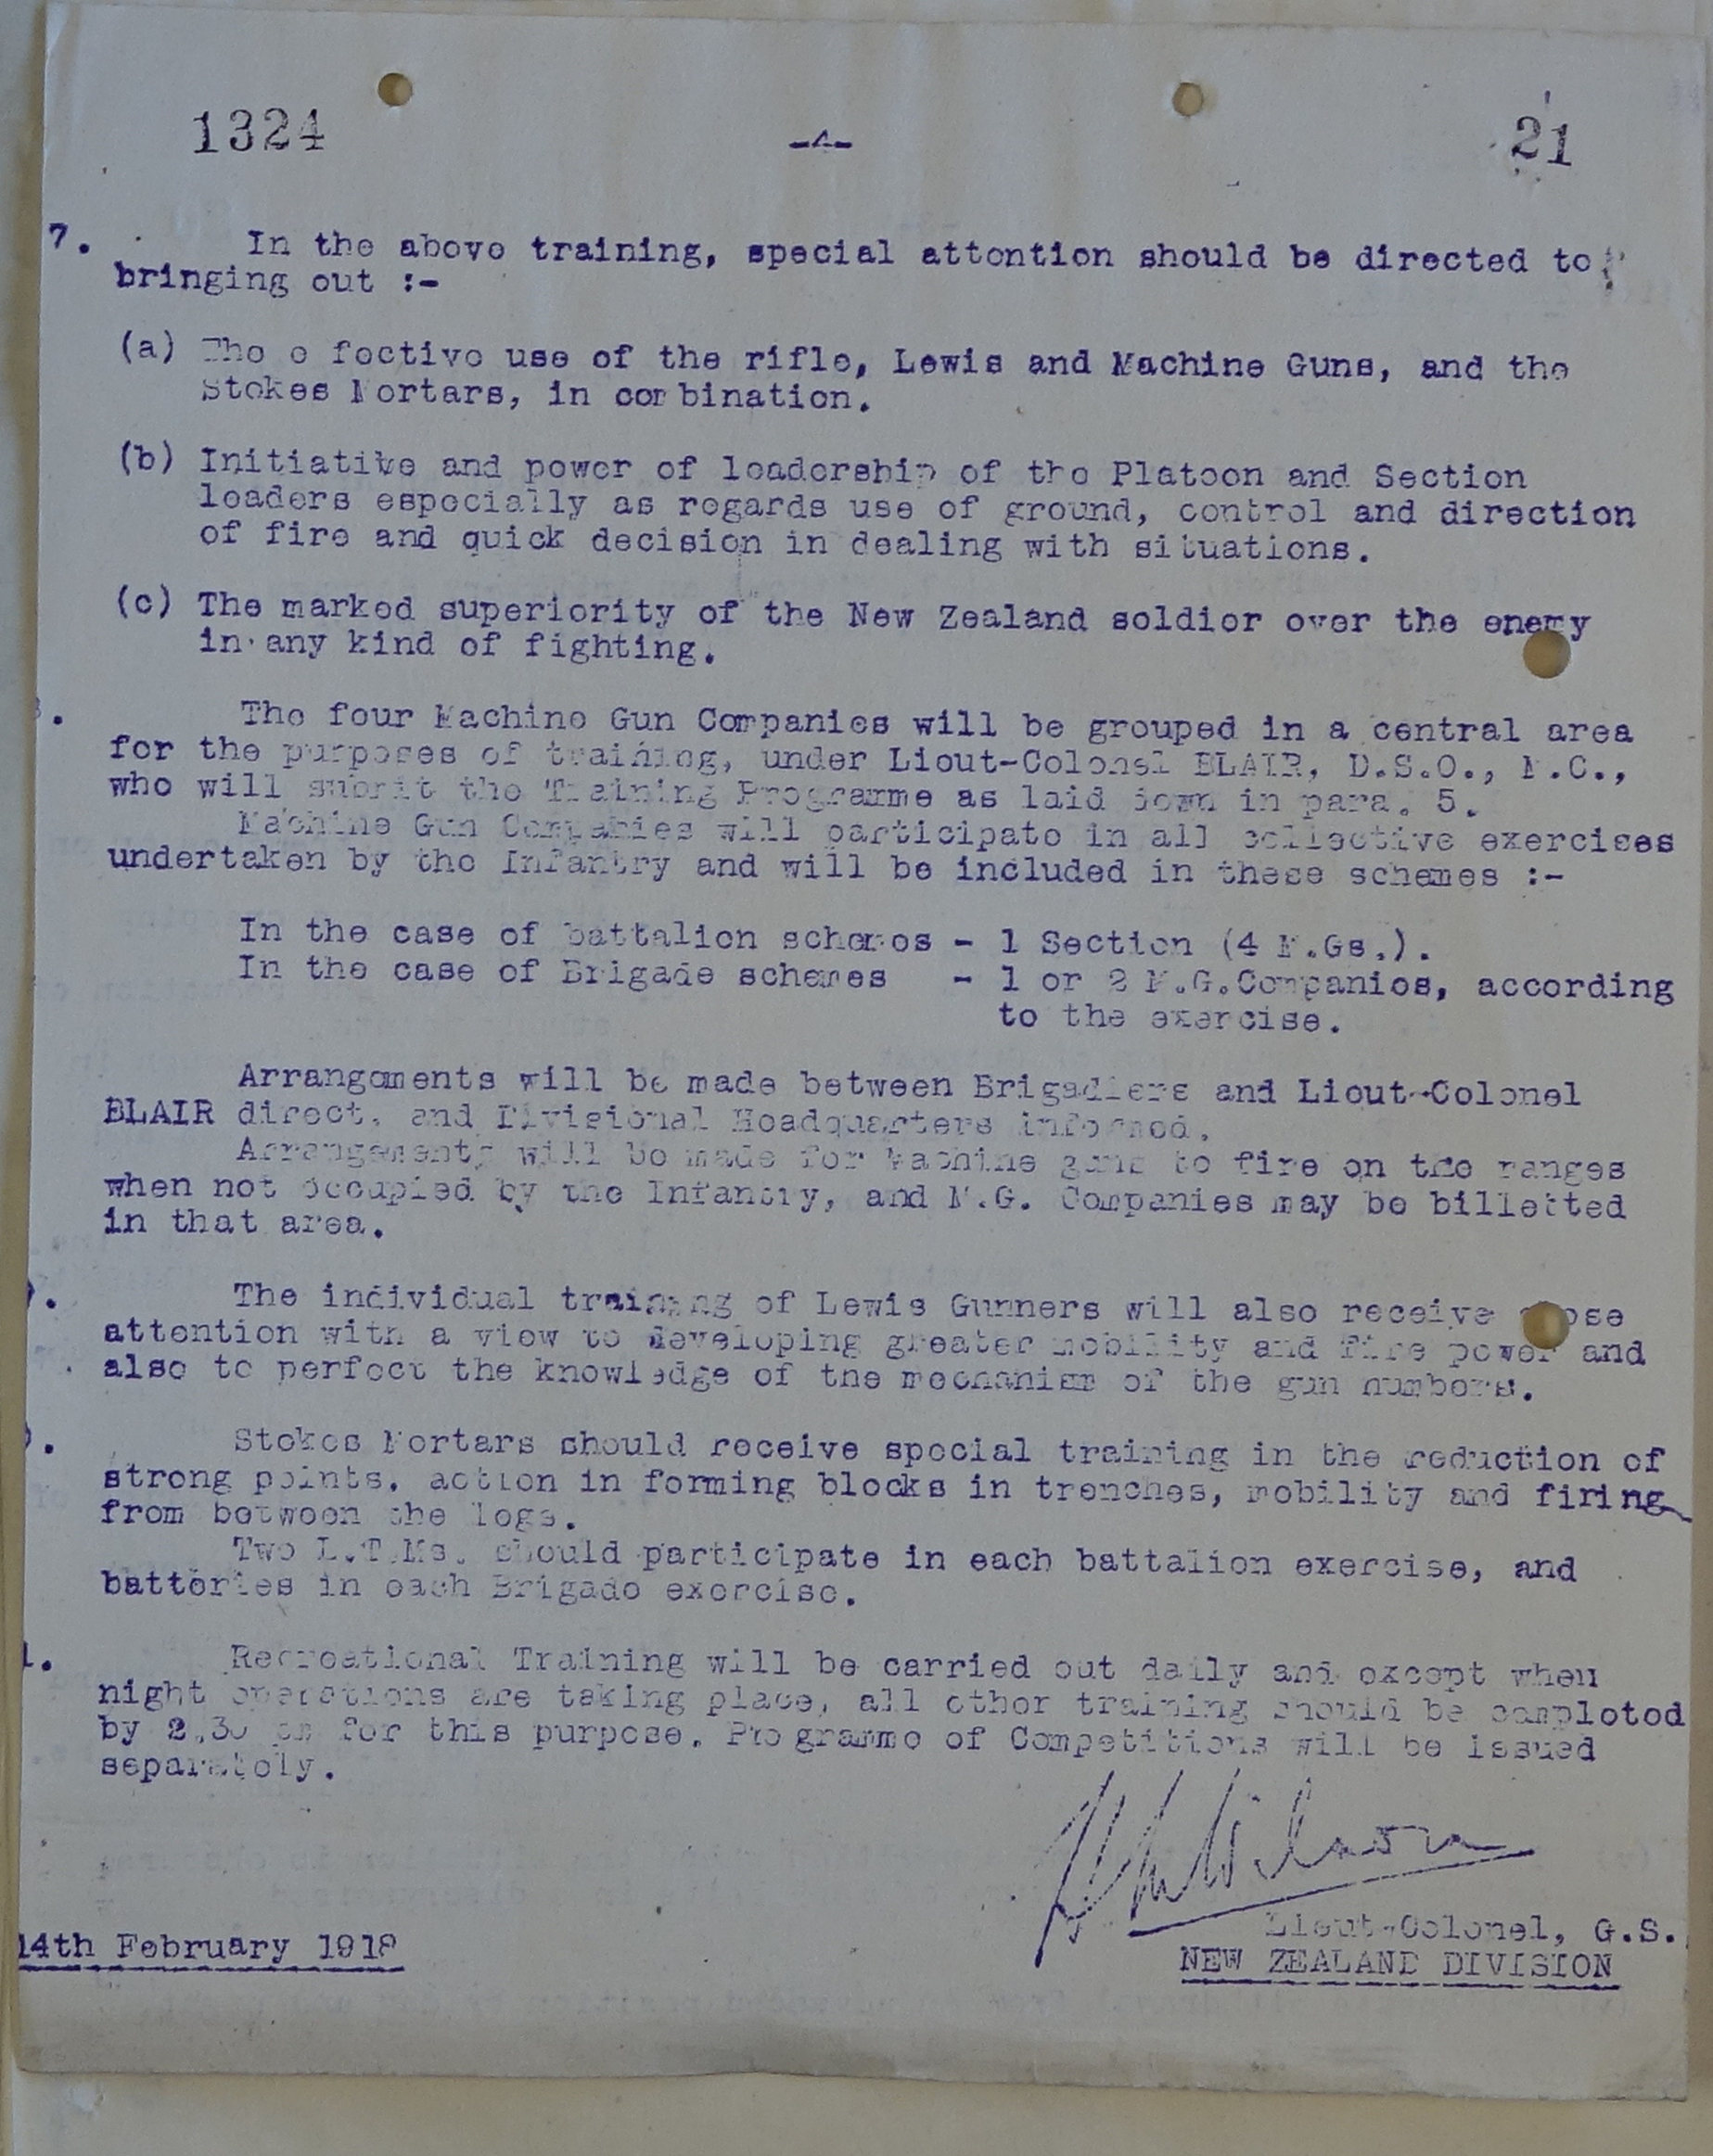 1324
-4-
21
7. In the above training, special attention should be directed to
bringing out :-
(a) The effective use of the rifle, Lewis and Machine Guns, and the
Stokes Mortars, in combination.
(b) Initiative and power of leadership of the Platoon and Section
leaders especially as regards use of ground, control and direction
of fire and quick decision in dealing with situations.
(c) The marked superiority of the New Zealand soldier over the enemy
in any kind of fighting.
8. The four Machine Gun Companies will be grouped in a central area
for the purposes of training, under Lieut-Colonel BLAIR, D.S.O., M.C.,
who will submit the Training Programme as laid down in para. 5.
Machine Gun Companies will participate in all collective exercises
undertaken by the Infantry and will be included in these schemes :-
In the case of battalion schemes - 1 Section (4 M.Gs.).
In the case of Brigade schemes - 1 or 2 M.G.Companies, according
to the exercise.
Arrangements will be made between Brigadiers and Lieut-Colonel
BLAIR direct, and Divisional Headquarters informed.
Arrangements will be made for Machine guns to fire on the ranges
when not occupied by the Infantry, and M.G. Companies may be billetted
in that area.
. The individual training of Lewis Gunners will also receive close
attention with a view to developing greater mobility and fire power and
also to perfect the knowledge of the mechanism of the gun numbers.
. Stokes Mortars should receive special training in the reduction of
strong points, action in forming blocks in trenches, mobility and firing
from between the legs.
Two L.T.Ms. should participate in each battalion exercise, and
batteries in each Brigade exercise.
1. Recreational Training will be carried out daily and except when
night operations are taking place, all other training should be completed
by 2.30 pm for this purpose. Programme of Competitions will be issued
separately.
Lieut-Colonel, G.S.
14th February 1918
NEW ZEALAND DIVISION